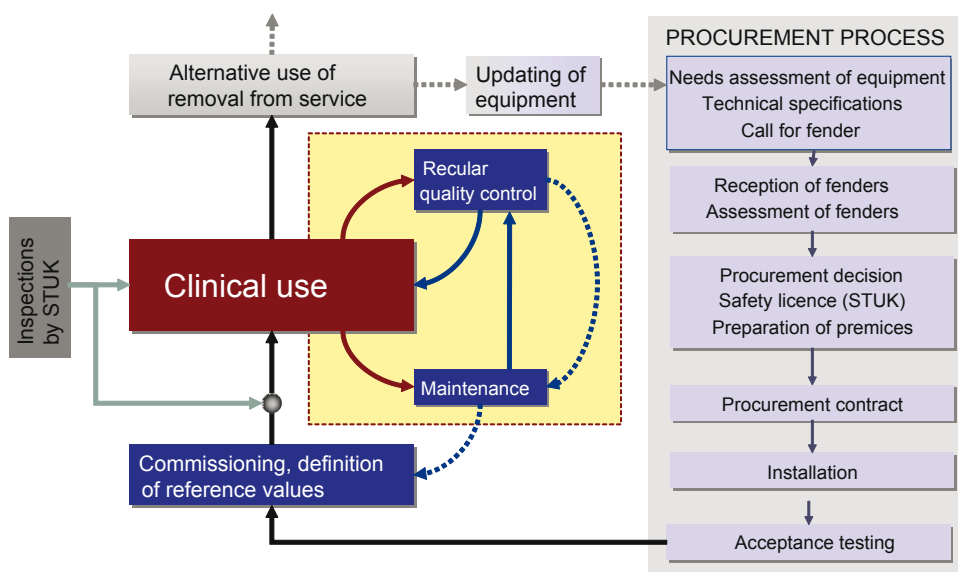 PROCUREMENT PROCESS
Alternative use of
removal from service
Updating of
equipment
Needs assessment of equipment
Technical specifications
Call for fender
Recular
quality control
Reception of fenders
Assessment of fenders
Inspections
by STUK
Clinical use
Procurement decision
Safety licence (STUK)
Preparation of premices
Maintenance
Procurement contract
Commissioning, definition
of reference values
Installation
Acceptance testing